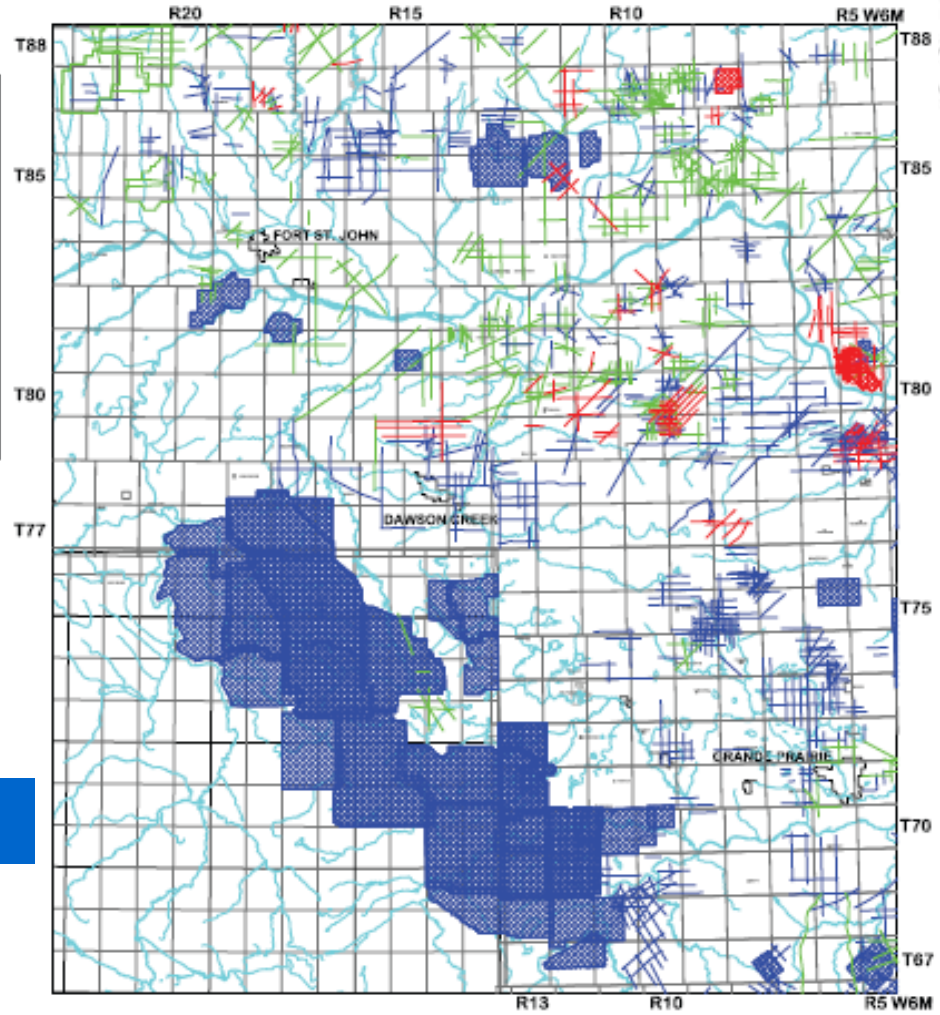 R20 R15 R10 R5 W6M
T88 T88
T85 T85
FORT ST. JOHN
T80 T80
DAWSON CREEK
T77
T75
GRANDE PRAIRIE
T70
T67
R13 R10 R5 W6M